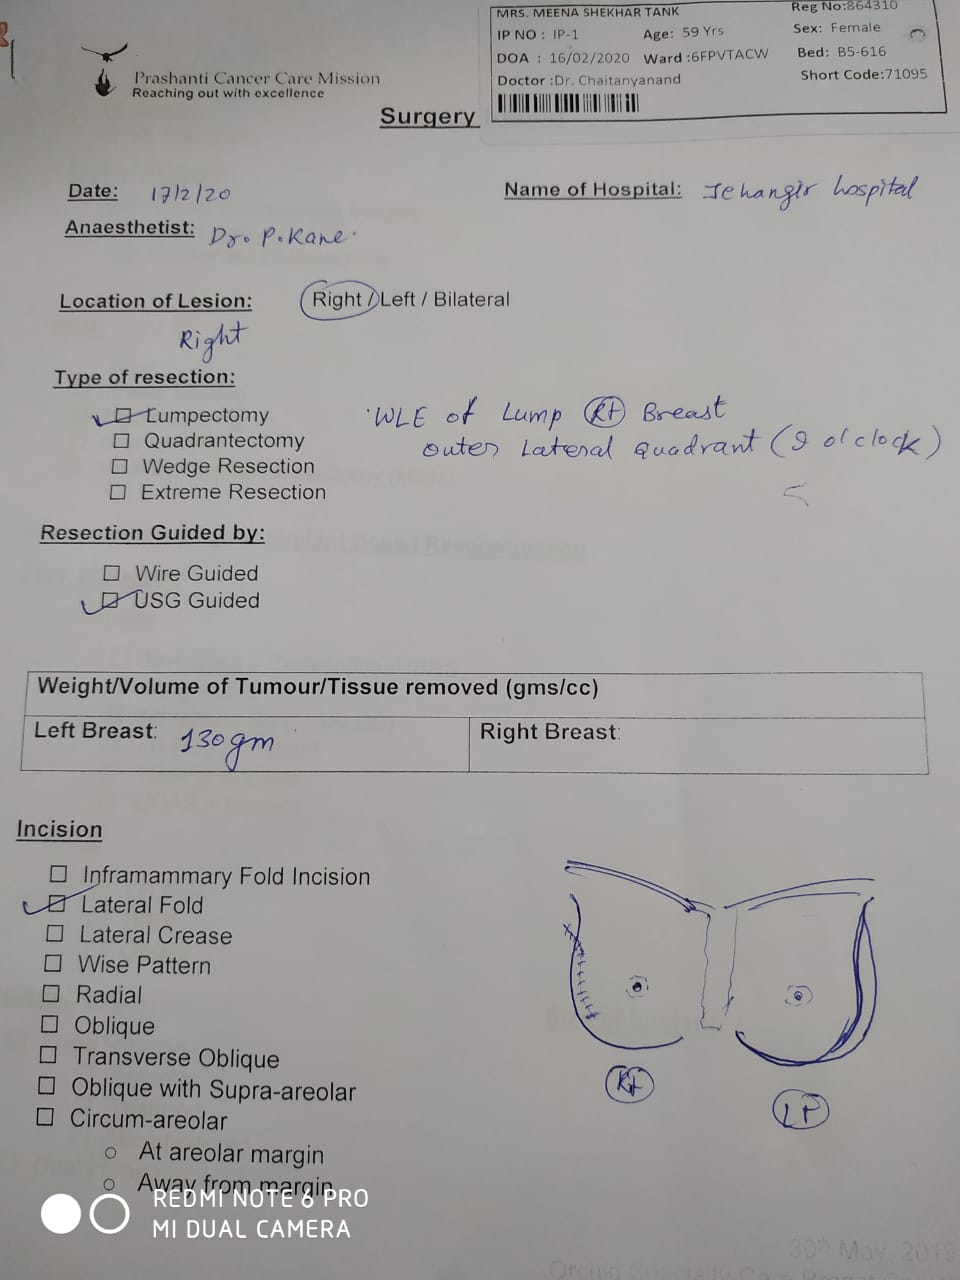 MRS. MEENA SHEKHAR TANK Reg No:864310
IP NO : IP-1 Age: 59 Yrs Sex: Female
DOA : 16/02/2020 Ward :6FPVTACW Bed: B5-616
Doctor :Dr. Chaitanyanand Short Code:71095
Prashanti Cancer Care Mission
Reaching out with excellence
Surgery
Date: 17/2/20 Name of Hospital: Jehangir hospital
Anaesthetist: Dr. P. Kane.
Location of Lesion: Right / Left / Bilateral
Right
Type of resection:
Lumpectomy WLE of Lump Rt Breast
Quadrantectomy outer Lateral quadrant (9 o'clock)
Wedge Resection
Extreme Resection
Resection Guided by:
Wire Guided
USG Guided
Weight/Volume of Tumour/Tissue removed (gms/cc)
Left Breast: 130gm Right Breast:
Incision
Inframammary Fold Incision
Lateral Fold
Lateral Crease
Wise Pattern
Radial
Oblique
Transverse Oblique
Oblique with Supra-areolar
Circum-areolar
At areolar margin
Away from margin
Rt
LT
REDMI NOTE 6 PRO
MI DUAL CAMERA
30th May, 2019